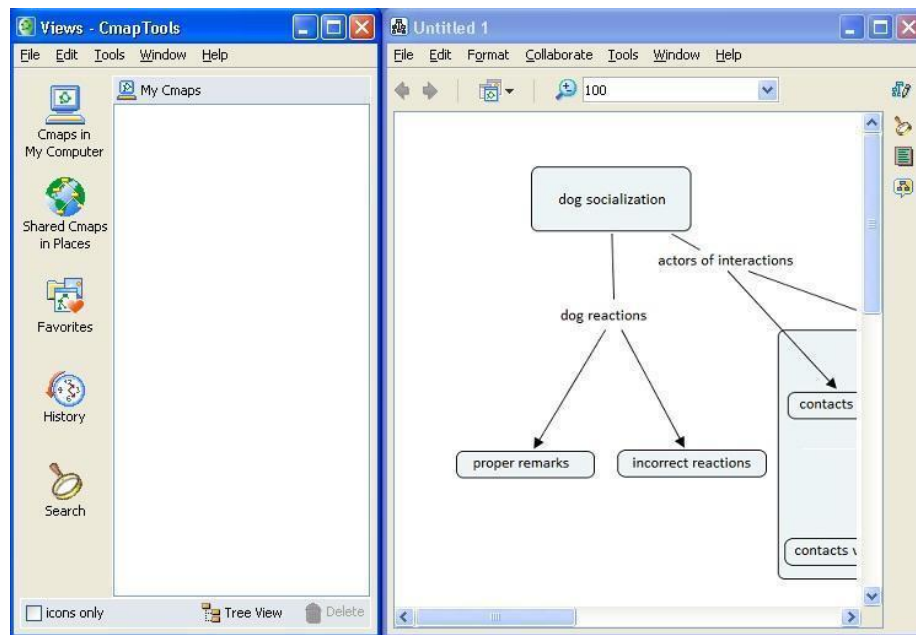 Views - CmapTools
File Edit Tools Window Help
Cmaps in
My Computer
Shared Cmaps
in Places
Favorites
History
Search
My Cmaps
icons only
Tree View
Delete
Untitled 1
File Edit Format Collaborate Tools Window Help
100
dog socialization
actors of interactions
dog reactions
contacts
proper remarks
incorrect reactions
contacts v